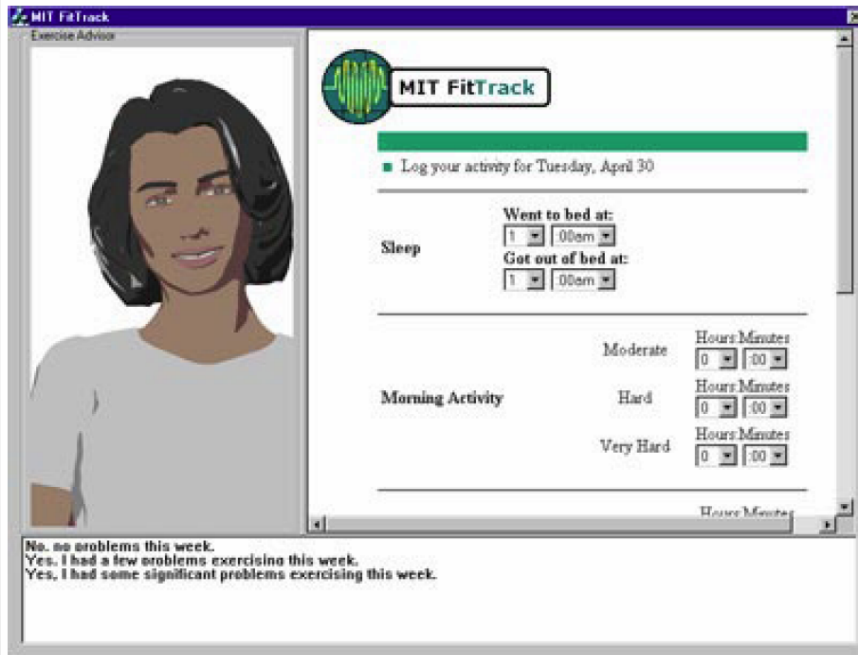 MIT FitTrack
Exercise Advisor
MIT FitTrack
Log your activity for Tuesday, April 30
Sleep
Went to bed at:
1 :00am
Got out of bed at:
1 :00am
Morning Activity
Moderate
Hours:Minutes
0 :00
Hard
Hours:Minutes
0 :00
Very Hard
Hours:Minutes
0 :00
Hours:Minutes
No, no problems this week.
Yes, I had a few problems exercising this week.
Yes, I had some significant problems exercising this week.